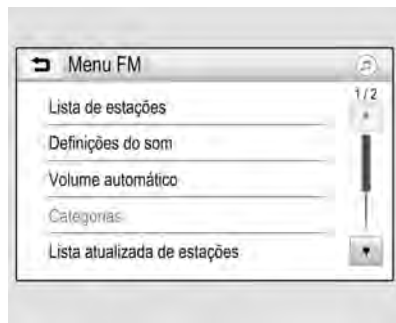 Menu FM
1/2
Lista de estações
Definições do som
Volume automático
Categorias
Lista atualizada de estações